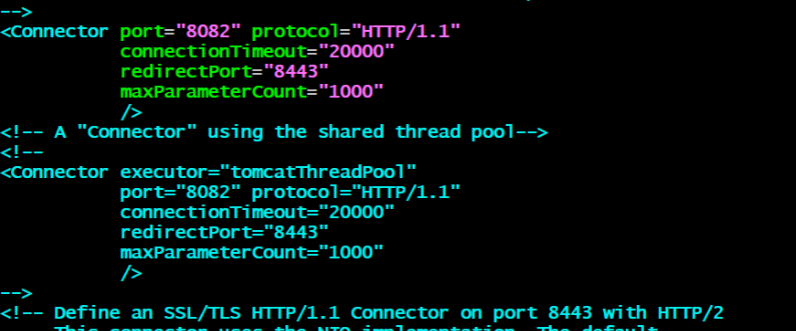 -->
<Connector port="8082" protocol="HTTP/1.1"
connectionTimeout="20000"
redirectPort="8443"
maxParameterCount="1000"
/>
<!-- A "Connector" using the shared thread pool-->
<!--
<Connector executor="tomcatThreadPool"
port="8082" protocol="HTTP/1.1"
connectionTimeout="20000"
redirectPort="8443"
maxParameterCount="1000"
/>
-->
<!-- Define an SSL/TLS HTTP/1.1 Connector on port 8443 with HTTP/2
This connector uses the NIO implementation. The default